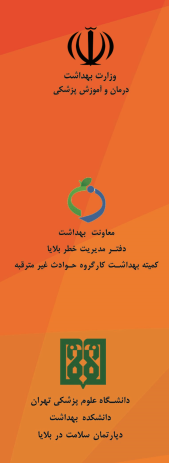 وزارت بهداشت
درمان و آموزش پزشکی
معاونت بهداشت
دفتر مدیریت خطر بلایا
کمیته بهداشت کارگروه حوادث غیر مترقبه
دانشگاه علوم پزشکی تهران
دانشکده بهداشت
دپارتمان سلامت در بلایا